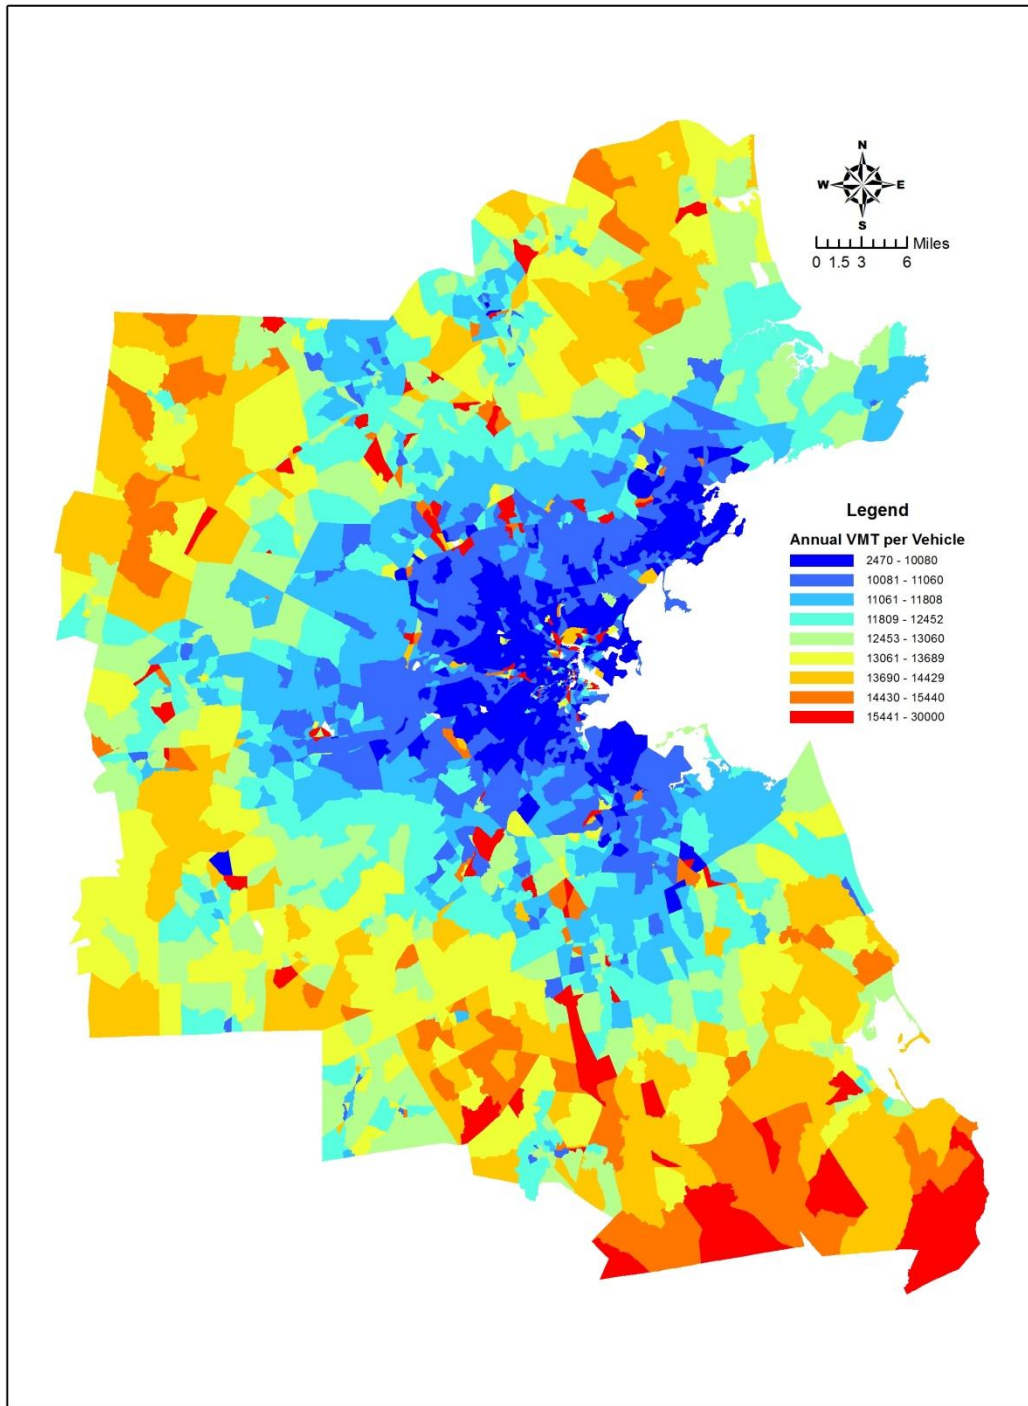 N
W E
S
Miles
0 1.5 3 6
Legend
Annual VMT per Vehicle
2470 - 10080
10081 - 11060
11061 - 11808
11809 - 12452
12453 - 13060
13061 - 13689
13690 - 14429
14430 - 15440
15441 - 30000